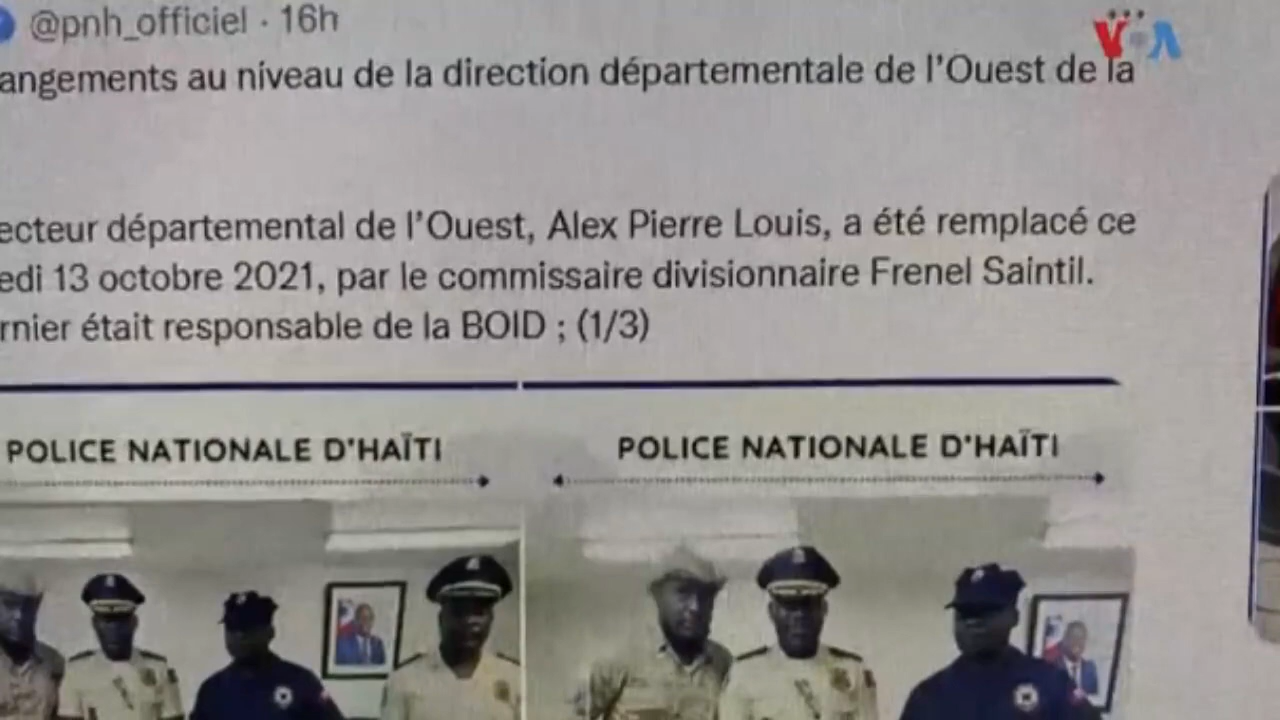 @pnh_officiel · 16h
VOA
angements au niveau de la direction départementale de l'Ouest de la
ecteur départemental de l'Ouest, Alex Pierre Louis, a été remplacé ce
edi 13 octobre 2021, par le commissaire divisionnaire Frenel Saintil.
rnier était responsable de la BOID ; (1/3)
POLICE NATIONALE D'HAÏTI
POLICE NATIONALE D'HAÏTI